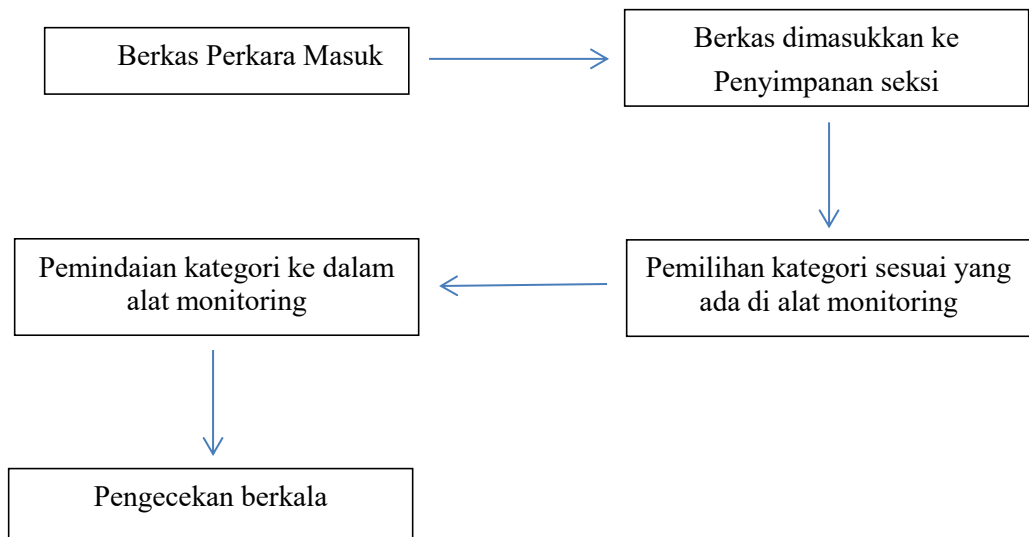 Berkas Perkara Masuk
Berkas dimasukkan ke
Penyimpanan seksi
Pemilihan kategori sesuai yang
ada di alat monitoring
Pemindaian kategori ke dalam
alat monitoring
Pengecekan berkala